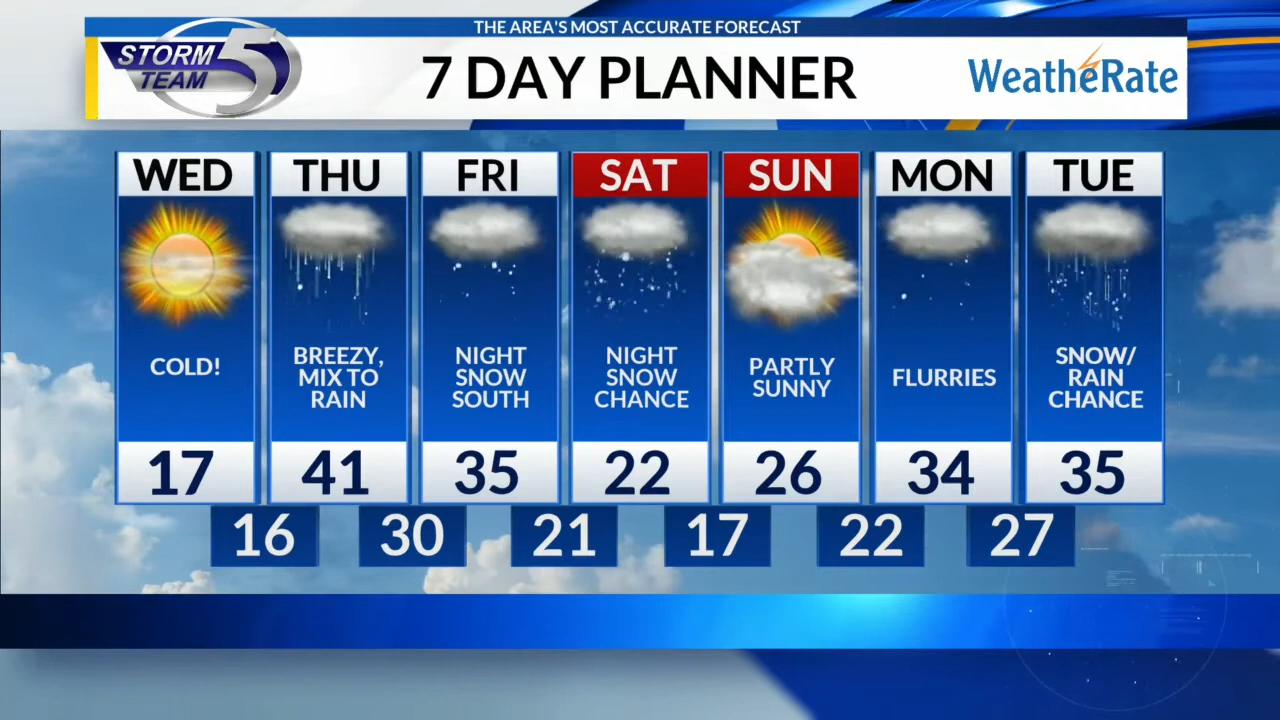 THE AREA'S MOST ACCURATE FORECAST
STORM TEAM 5
7 DAY PLANNER
WeatheRate
WED
THU
FRI
SAT
SUN
MON
TUE
COLD!
BREEZY,
MIX TO
RAIN
NIGHT
SNOW
SOUTH
NIGHT
SNOW
CHANCE
PARTLY
SUNNY
FLURRIES
SNOW/
RAIN
CHANCE
17
41
35
22
26
34
35
16
30
21
17
22
27